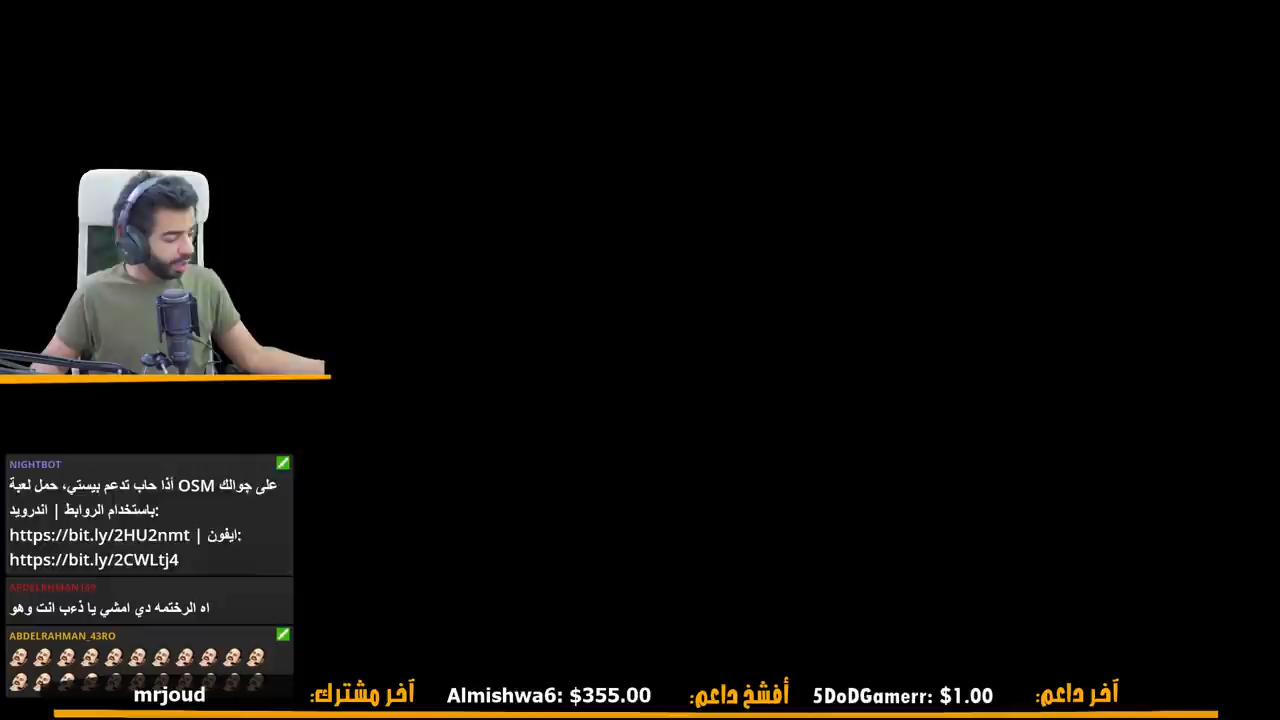 NIGHTBOT
أذا حاب تدعم بيستي، حمل لعبة OSM على جوالك
باستخدام الروابط | اندرويد:
https://bit.ly/2HU2nmt | ايفون:
https://bit.ly/2CWLtj4
ABDELRHMAN169
اه الرختمه دي امشي يا ذءب انت وهو
ABDELRAHMAN_43RO
mrjoud
آخر مشترك:
Almishwa6: $355.00
أفشخ داعم:
5DoDGamerr: $1.00
آخر داعم: